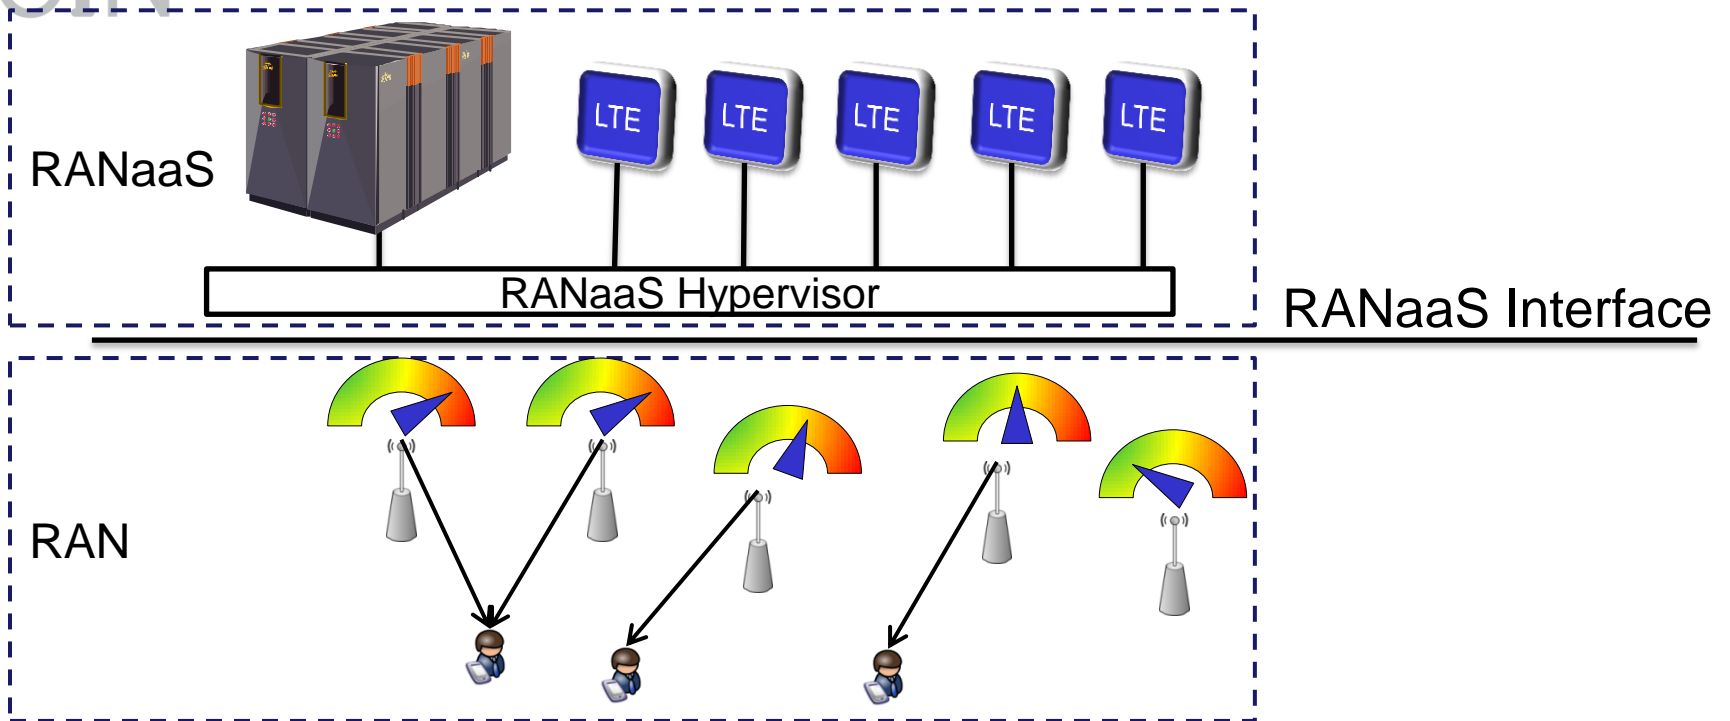 RANaaS
LTE
LTE
LTE
LTE
LTE
RANaaS Hypervisor
RANaaS Interface
RAN